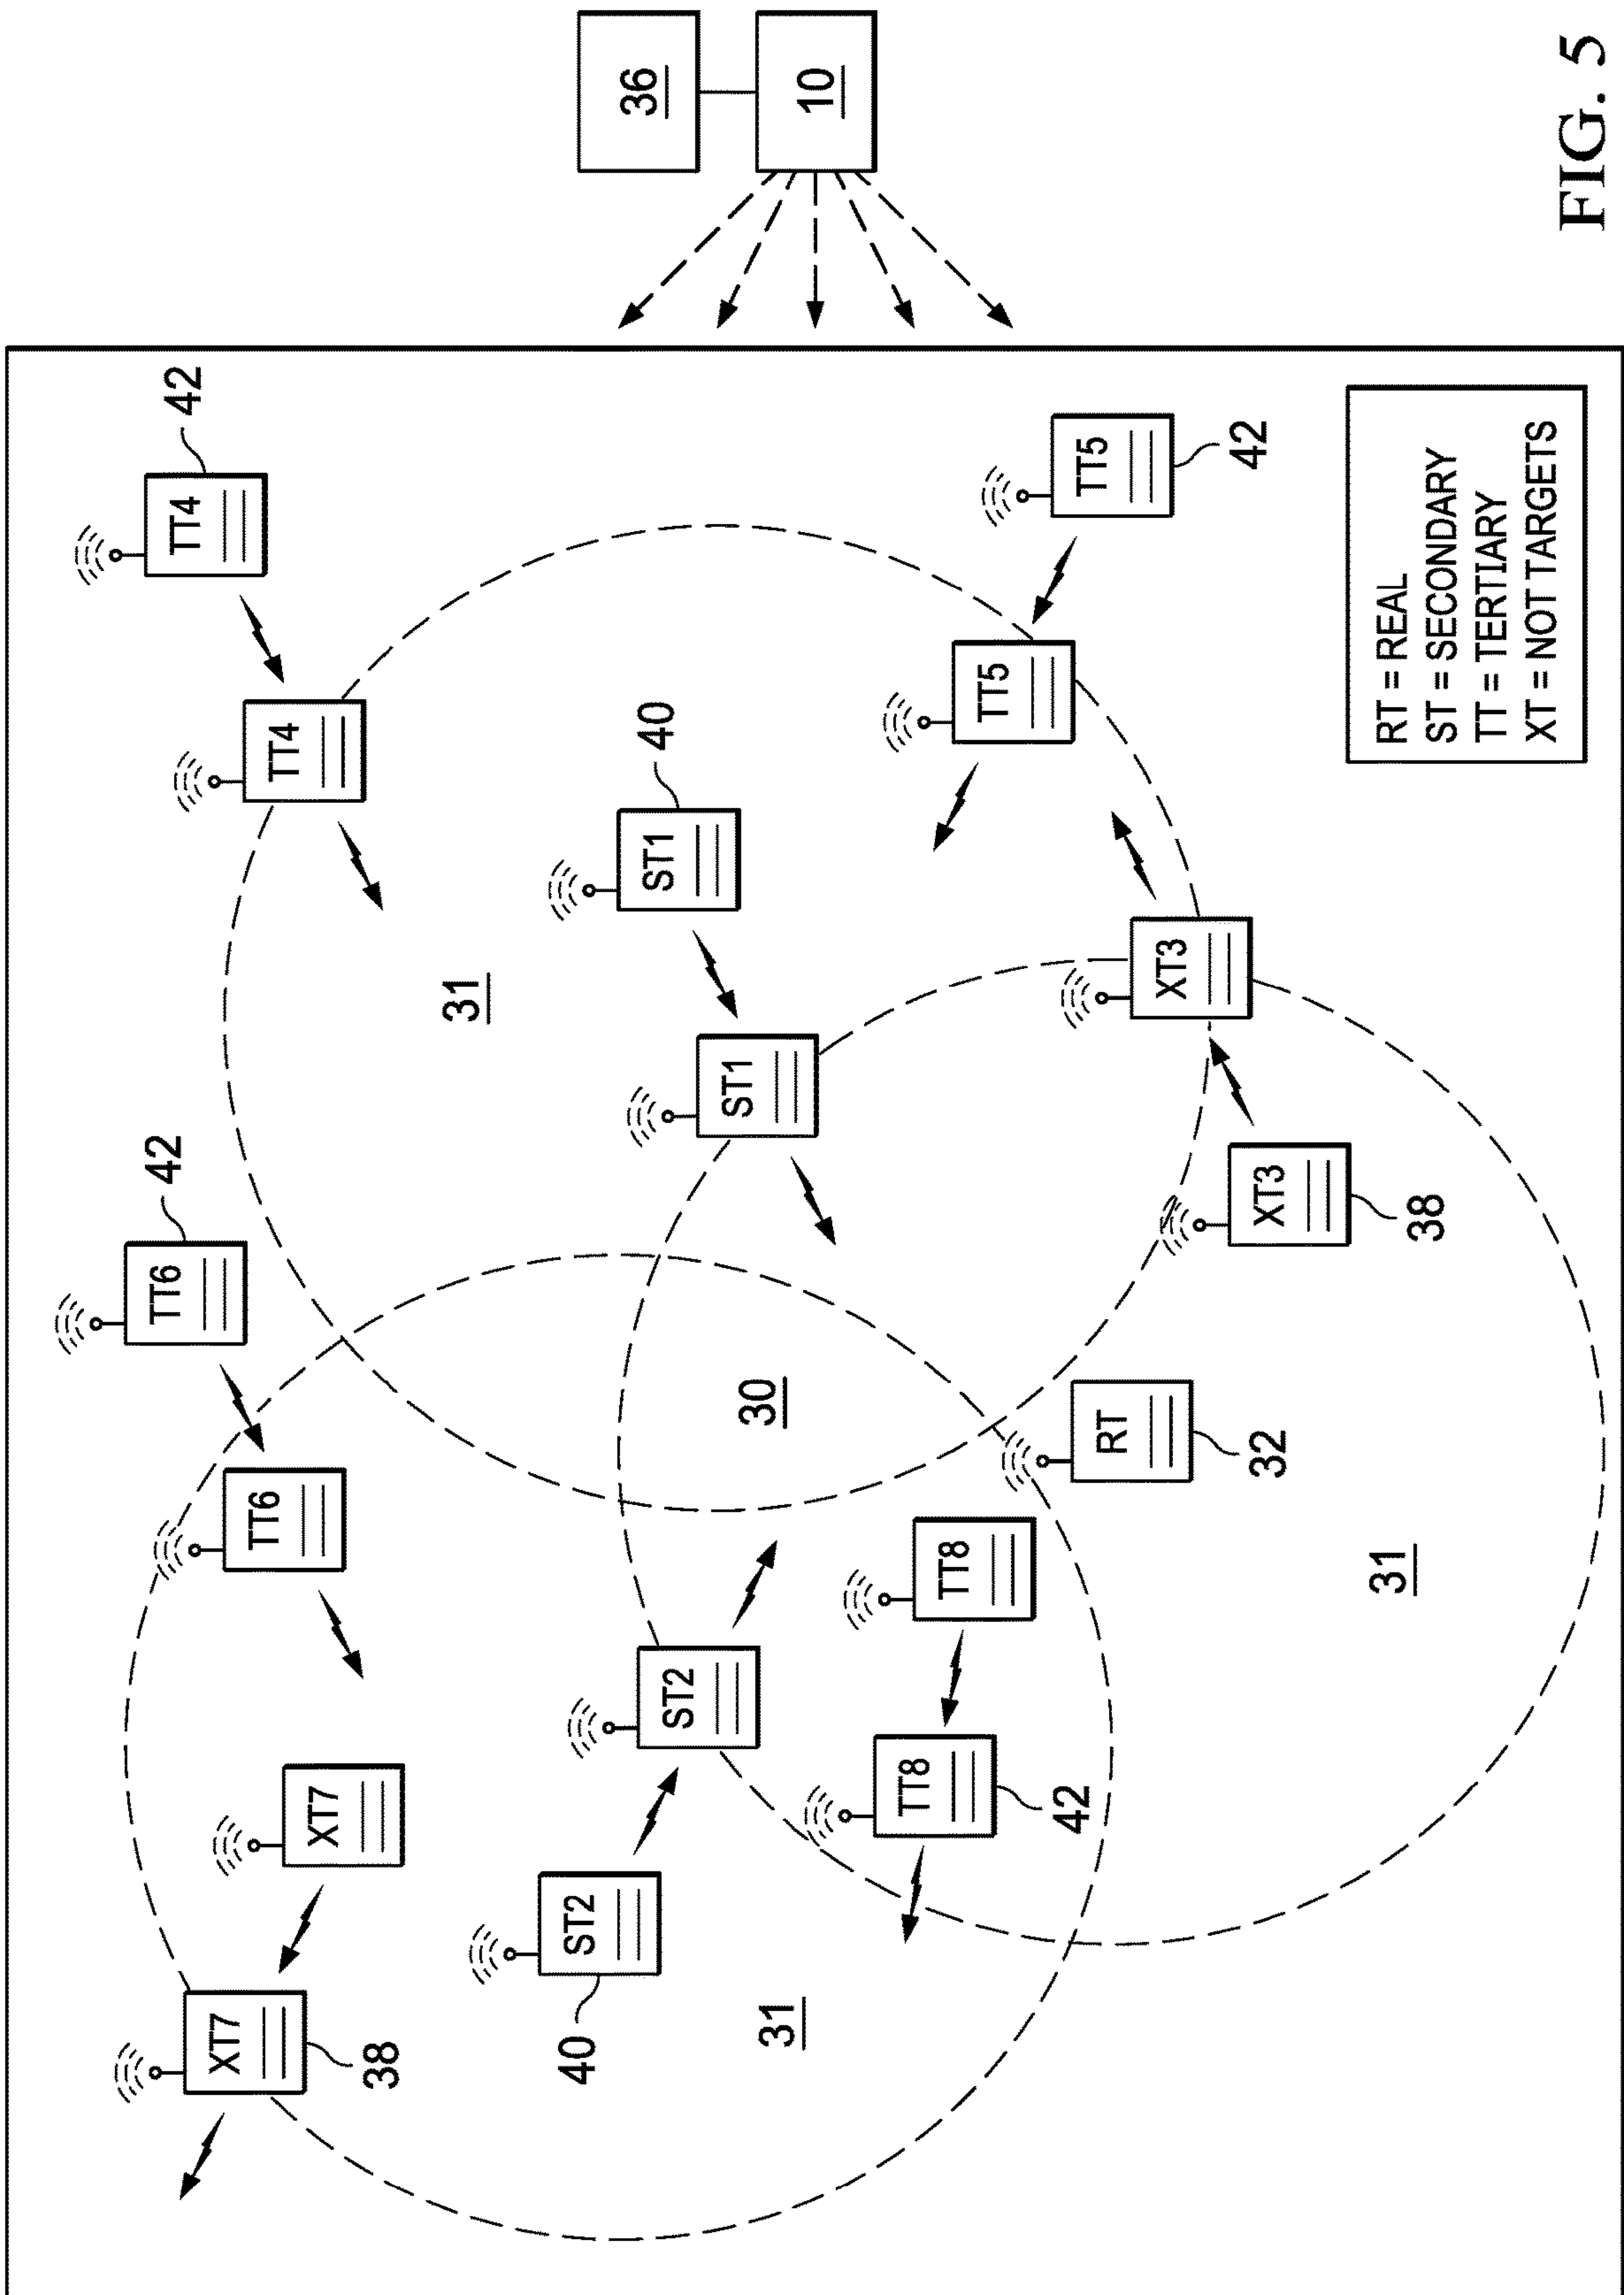 TT6
42
TT4
42
XT7
TT6
TT4
XT7
38
31
40
ST2
36
ST1
40
ST2
ST1
30
31
10
TT8
TT8
TT5
42
TT5
RT
XT3
42
32
XT3
31
38
RT = REAL
ST = SECONDARY
TT = TERTIARY
XT = NOT TARGETS
FIG. 5